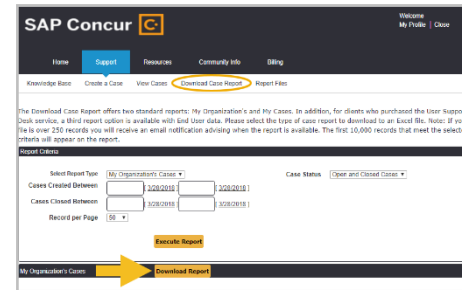 SAP Concur C
Welcome
My Profile | Close
Home Support Resources Community Info Billing
Knowledge Base Create a Case View Cases Download Case Report Report Files
The Download Case Report offers two standard reports: My Organization's and My Cases. In addition, for clients who purchased the User Suppo
Desk service, a third report option is available with End User data. Please select the type of case report to download to an Excel file. Note: If yo
file is over 250 records you will receive an email notification advising when the report is available. The first 10,000 records that meet the select
criteria will appear on the report.
Report Criteria
Select Report Type My Organization's Cases Case Status Open and Closed Cases
Cases Created Between [ 3/28/2018 ] [ 3/28/2018 ]
Cases Closed Between [ 3/28/2018 ] [ 3/28/2018 ]
Record per Page 50
Execute Report
My Organization's Cases Download Report